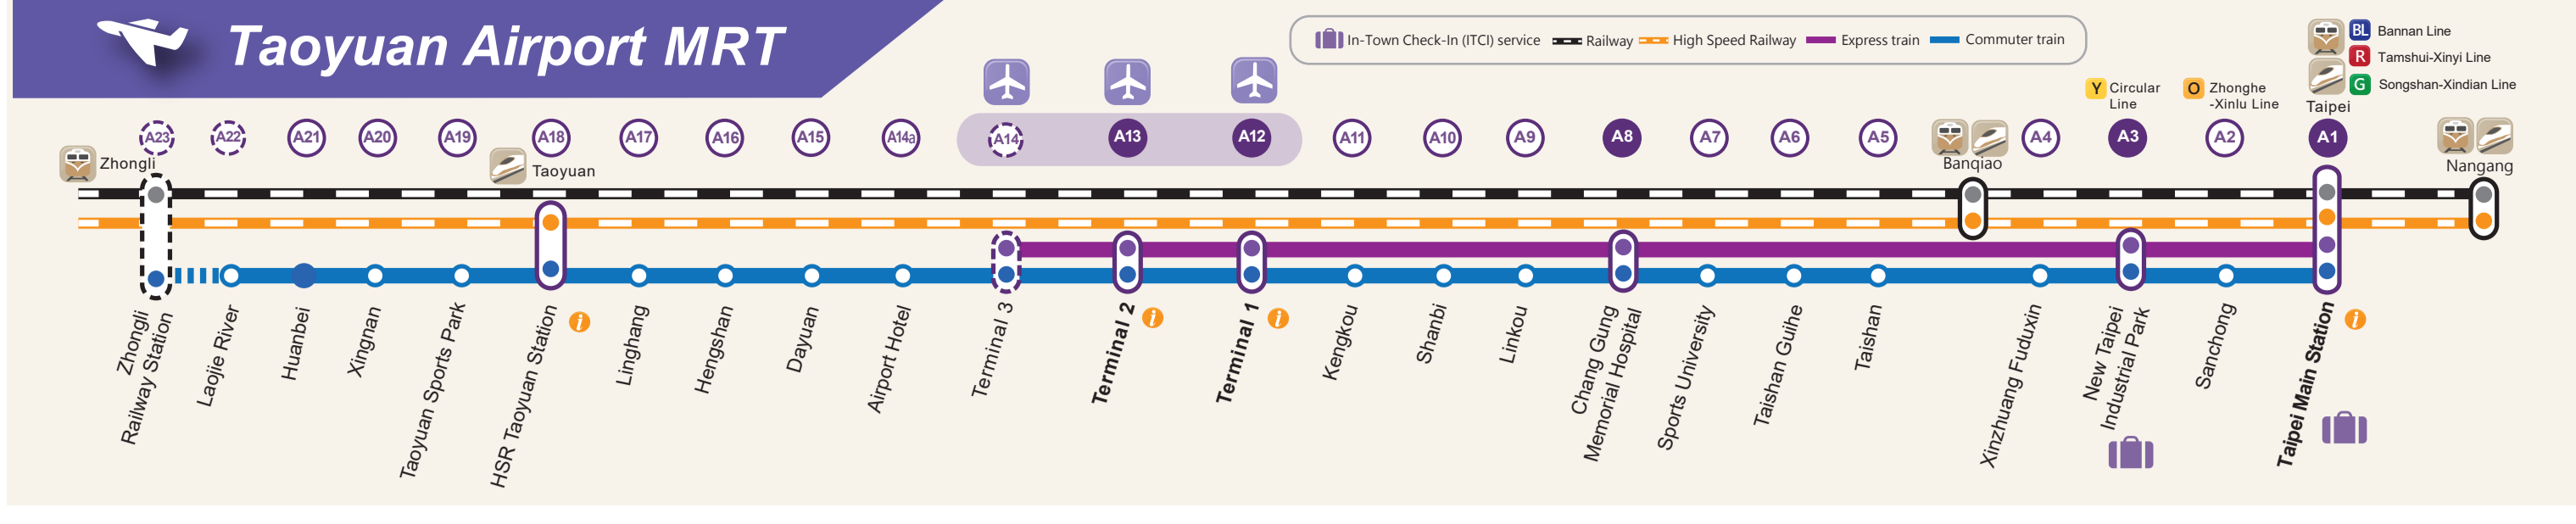 Taoyuan Airport MRT
In-Town Check-In (ITCI) service
Railway
High Speed Railway
Express train
Commuter train
BL Bannan Line
R Tamshui-Xinyi Line
G Songshan-Xindian Line
Y Circular
Line
O Zhonghe
-Xinlu Line
Taipei
A23
A22
A21
A20
A19
A18
A17
A16
A15
A14a
A14
A13
A12
A11
A10
A9
A8
A7
A6
A5
A4
A3
A2
A1
Zhongli
Taoyuan
Banqiao
Nangang
Zhongli
Railway Station
Laojie River
Huanbei
Xingnan
Taoyuan Sports Park
HSR Taoyuan Station
i
Linghang
Hengshan
Dayuan
Airport Hotel
Terminal 3
Terminal 2
i
Terminal 1
i
Kengkou
Shanbi
Linkou
Chang Gung
Memorial Hospital
Sports University
Taishan Guihe
Taishan
Xinzhuang Fuduxin
New Taipei
Industrial Park
Sanchong
Taipei Main Station
i